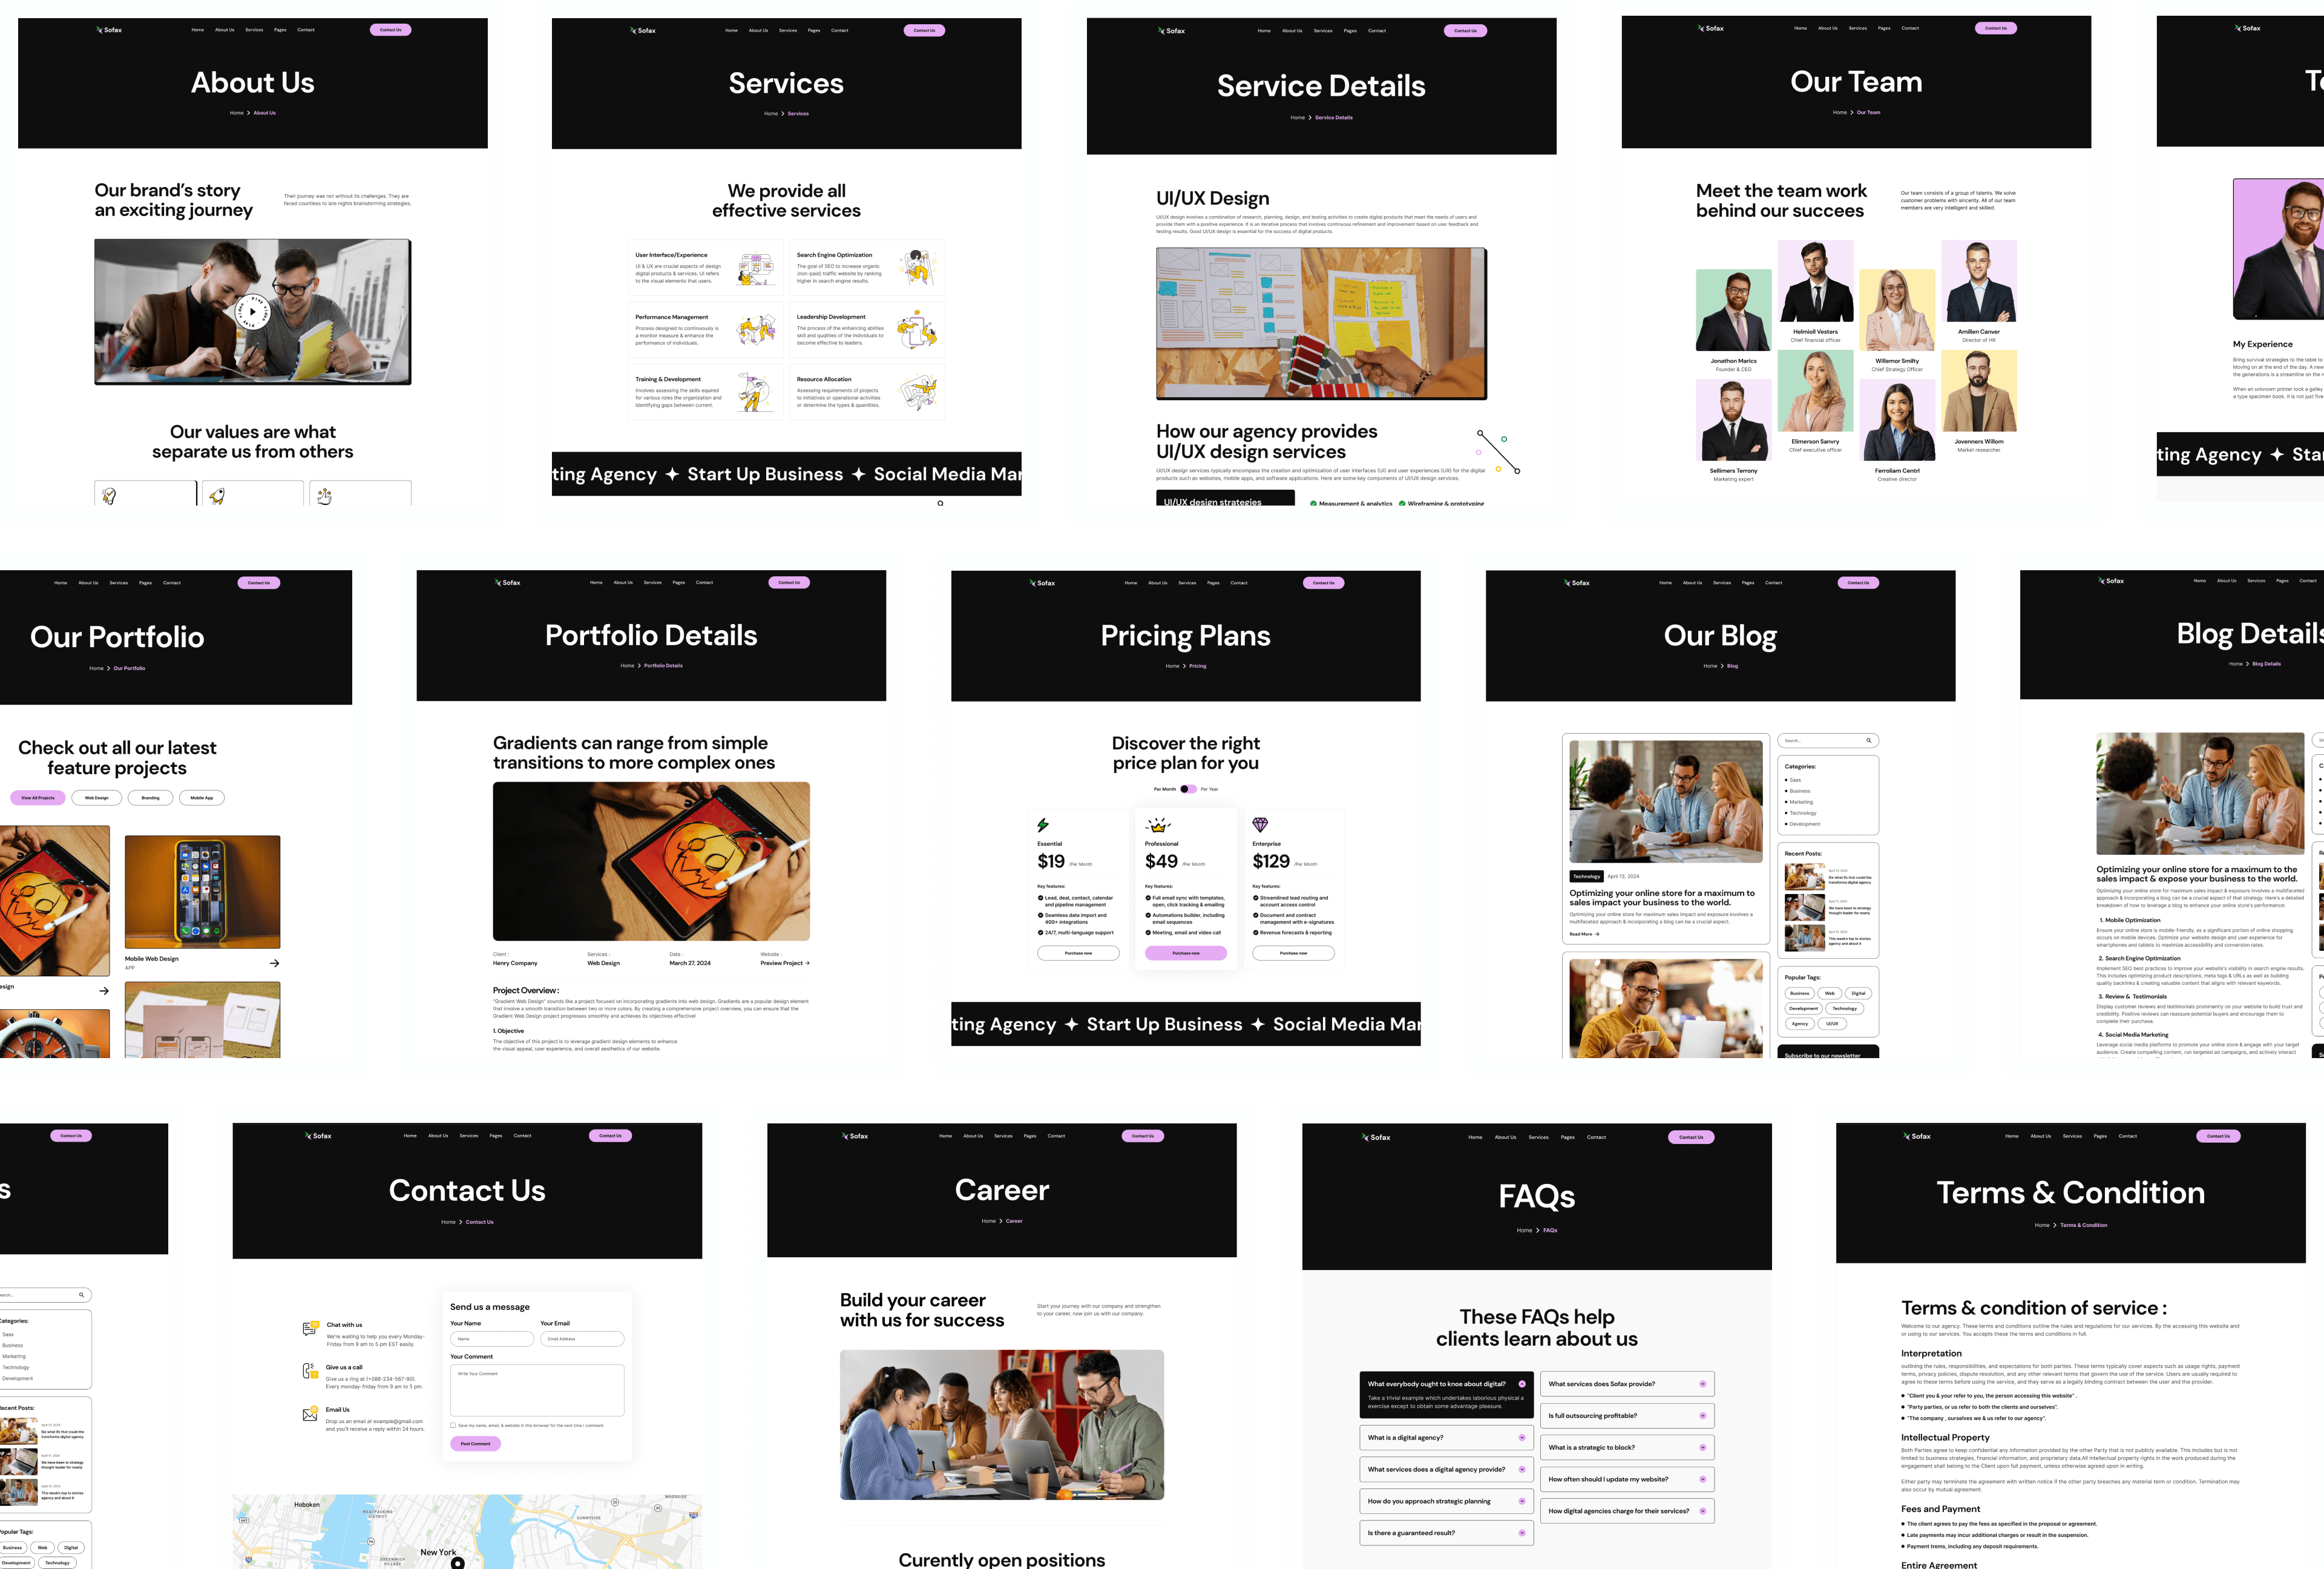 Sofax
Home About Us Services Pages Contact
Contact Us
About Us
Home > About Us
Our brand's story
an exciting journey
Their journey was not without its challenges. They are
faced countless to late nights brainstorming strategies.
Our values are what
separate us from others
Sofax
Home About Us Services Pages Contact
Contact Us
Services
Home > Services
We provide all
effective services
User Interface/Experience
UI & UX are crucial aspects of design
digital products & services. UI refers
to the visual elements that users.
Search Engine Optimization
The goal of SEO to increase organic
(non-paid) traffic website by ranking
higher in search engine results.
Performance Management
Process designed to continuously is
a monitor measure & enhance the
performance of individuals.
Leadership Development
The process of the enhancing abilities
skill and qualities of the individuals to
become effective to leaders.
Training & Development
Involves assessing the skills equired
for various roles the organization and
identifying gaps between current.
Resource Allocation
Assessing requirements of projects
to initiatives or operational activities
or determine the types & quantities.
ting Agency Start Up Business Social Media Mar
Sofax
Home About Us Services Pages Contact
Contact Us
Service Details
Home > Service Details
UI/UX Design
UI/UX design involves a combination of research, planning, design, and testing activities to create digital products that meet the needs of users and
provide them with a positive experience. It is an iterative process that involves continuous refinement and improvement based on user feedback and
testing results. Good UI/UX design is essential for the success of digital products.
How our agency provides
UI/UX design services
UI/UX design services typically encompass the creation and optimization of user interfaces (UI) and user experiences (UX) for the digital
products such as websites, mobile apps, and software applications. Here are some key components of UI/UX design services.
UI/UX design strategies
Measurement & analytics Wireframing & prototyping
Sofax
Home About Us Services Pages Contact
Contact Us
Our Team
Home > Our Team
Meet the team work
behind our succees
Our team consists of a group of talents. We solve
customer problems with sincerity. All of our team
members are very intelligent and skilled.
Helmioll Vesters
Chief financial officer
Amillen Canver
Director of HR
Jonathon Marics
Founder & CEO
Willemor Smilty
Chief Strategy Officer
Elimerson Sanvry
Chief executive officer
Jovenners Willom
Market researcher
Sellimers Terrony
Marketing expert
Ferroliam Centrl
Creative director
Sofax
My Experience
Bring survival strategies to the table to
Moving on at the end of the day. A new
the generations is a streamline on the
When an unknown printer took a galley
a type specimen book. It is not just five
ting Agency Star
Home About Us Services Pages Contact
Contact Us
Our Portfolio
Home > Our Portfolio
Check out all our latest
feature projects
View All Projects Web Design Branding Mobile App
Mobile Web Design
APP
esign
Sofax
Home About Us Services Pages Contact
Contact Us
Portfolio Details
Home > Portfolio Details
Gradients can range from simple
transitions to more complex ones
Client : Services : Date : Website :
Henry Company Web Design March 27, 2024 Preview Project
Project Overview :
"Gradient Web Design" sounds like a project focused on incorporating gradients into web design. Gradients are a popular design element
that involve a smooth transition between two or more colors. By creating a comprehensive project overview, you can ensure that the
Gradient Web Design project progresses smoothly and achieves its objectives effectivel
1. Objective
The objective of this project is to leverage gradient design elements to enhance
the visual appeal, user experience, and overall aesthetics of our website.
Sofax
Home About Us Services Pages Contact
Contact Us
Pricing Plans
Home > Pricing
Discover the right
price plan for you
Per Month Per Year
Essential
$19 /Per Month
Key features:
Lead, deal, contact, calendar
and pipeline management
Seamless data import and
400+ integrations
24/7, multi-language support
Purchase now
Professional
$49 /Per Month
Key features:
Full email sync with templates,
open, click tracking & emailing
Automations builder, including
email sequences
Meeting, email and video call
Purchase now
Enterprise
$129 /Per Month
Key features:
Streamlined lead routing and
account access control
Document and contract
management with e-signatures
Revenue forecasts & reporting
Purchase now
ting Agency Start Up Business Social Media Mar
Sofax
Home About Us Services Pages Contact
Contact Us
Our Blog
Home > Blog
Technology April 13, 2024
Optimizing your online store for a maximum to
sales impact your business to the world.
Optimizing your online store for maximum sales impact and exposure involves a
multifaceted approach & incorporating a blog can be a crucial aspect.
Read More
Search...
Categories:
Saas
Business
Marketing
Technology
Development
Recent Posts:
Six what ifs that could the
transforms digital agency
We have been to strategy
thought leader for nearly
This week's top to stories
agency and about it
Popular Tags:
Business Web Digital
Development Technology
Agency UI/UX
Subscribe to our newsletter
Sofax
Home About Us Services Pages Contact
Blog Details
Home > Blog Details
Optimizing your online store for a maximum to the
sales impact & expose your business to the world.
Optimizing your online store for maximum sales impact & exposure involves a multifaceted
approach & incorporating a blog can be a crucial aspect of that strategy. Here's a detailed
breakdown of how to leverage a blog to enhance your online store's performance:
1. Mobile Optimization
Ensure your online store is mobile-friendly, as a significant portion of online shopping
occurs on mobile devices. Optimize your website design and user experience for
smartphones and tablets to maximize accessibility and conversion rates.
2. Search Engine Optimization
Implement SEO best practices to improve your website's visibility in search engine results.
This includes optimizing product descriptions, meta tags & URLs as well as building
quality backlinks & creating valuable content that aligns with relevant keywords.
3. Review & Testimonials
Display customer reviews and testimonials prominently on your website to build trust and
credibility. Positive reviews can reassure potential buyers and encourage them to
complete their purchase.
4. Social Media Marketing
Leverage social media platforms to promote your online store & engage with your target
audience. Create compelling content, run targeted ad campaigns, and actively interact
Contact Us
s
Categories:
Saas
Business
Marketing
Technology
Development
Recent Posts:
Six what ifs that could the
transforms digital agency
We have been to strategy
thought leader for nearly
This week's top to stories
agency and about it
Popular Tags:
Business Web Digital
Development Technology
Sofax
Home About Us Services Pages Contact
Contact Us
Contact Us
Home > Contact Us
Chat with us
We're waiting to help you every Monday-
Friday from 9 am to 5 pm EST easily.
Give us a call
Give us a ring at (+088-234-567-90).
Every monday-friday from 9 am to 5 pm.
Email Us
Drop us an email at example@gmail.com
and you'll receive a reply within 24 hours.
Send us a message
Your Name Your Email
Name Email Address
Your Comment
Write Your Comment
Save my name, email, & website in this browser for the next time I comment.
Post Comment
Hoboken
MEATPACKING
DISTRICT
GREENWICH
VILLAGE
New York
SUNNYSIDE
WOODSIDE
Sofax
Home About Us Services Pages Contact
Contact Us
Career
Home > Career
Build your career
with us for success
Start your journey with our company and strengthen
to your career, now join us with our company.
Curently open positions
Sofax
Home About Us Services Pages Contact
Contact Us
FAQs
Home > FAQs
These FAQs help
clients learn about us
What everybody ought to knoe about digital?
Take a trivial example which undertakes laborious physical a
exercise except to obtain some advantage pleasure.
What is a digital agency?
What services does a digital agency provide?
How do you approach strategic planning
Is there a guaranteed result?
What services does Sofax provide?
Is full outsourcing profitable?
What is a strategic to block?
How often should I update my website?
How digital agencies charge for their services?
Sofax
Home About Us Services Pages Contact
Contact Us
Terms & Condition
Home > Terms & Condition
Terms & condition of service :
Welcome to our agency. These terms and conditions outline the rules and regulations for our services. By the accessing this website and
or using to our services. You accepts these the terms and conditions in full.
Interpretation
outlining the rules, responsibilities, and expectations for both parties. These terms typically cover aspects such as usage rights, payment
terms, privacy policies, dispute resolution, and any other relevant terms that govern the use of the service. Users are usually required to
agree to these terms before using the service, and they serve as a legally binding contract between the user and the provider.
"Client you & your refer to you, the person accessing this website" .
"Party parties, or us refer to both the clients and ourselves".
"The company , ourselves we & us refer to our agency".
Intellectual Property
Both Parties agree to keep confidential any information provided by the other Party that is not publicly available. This includes but is not
limited to business strategies, financial information, and proprietary data.All intellectual property rights in the work produced during the
engagement shall belong to the Client upon full payment, unless otherwise agreed upon in writing.
Either party may terminate the agreement with written notice if the other party breaches any material term or condition. Termination may
also occur by mutual agreement.
Fees and Payment
The client agrees to pay the fees as specified in the proposal or agreement.
Late payments may incur additional charges or result in the suspension.
Payment trems, including any deposit requirements.
Entire Agreement